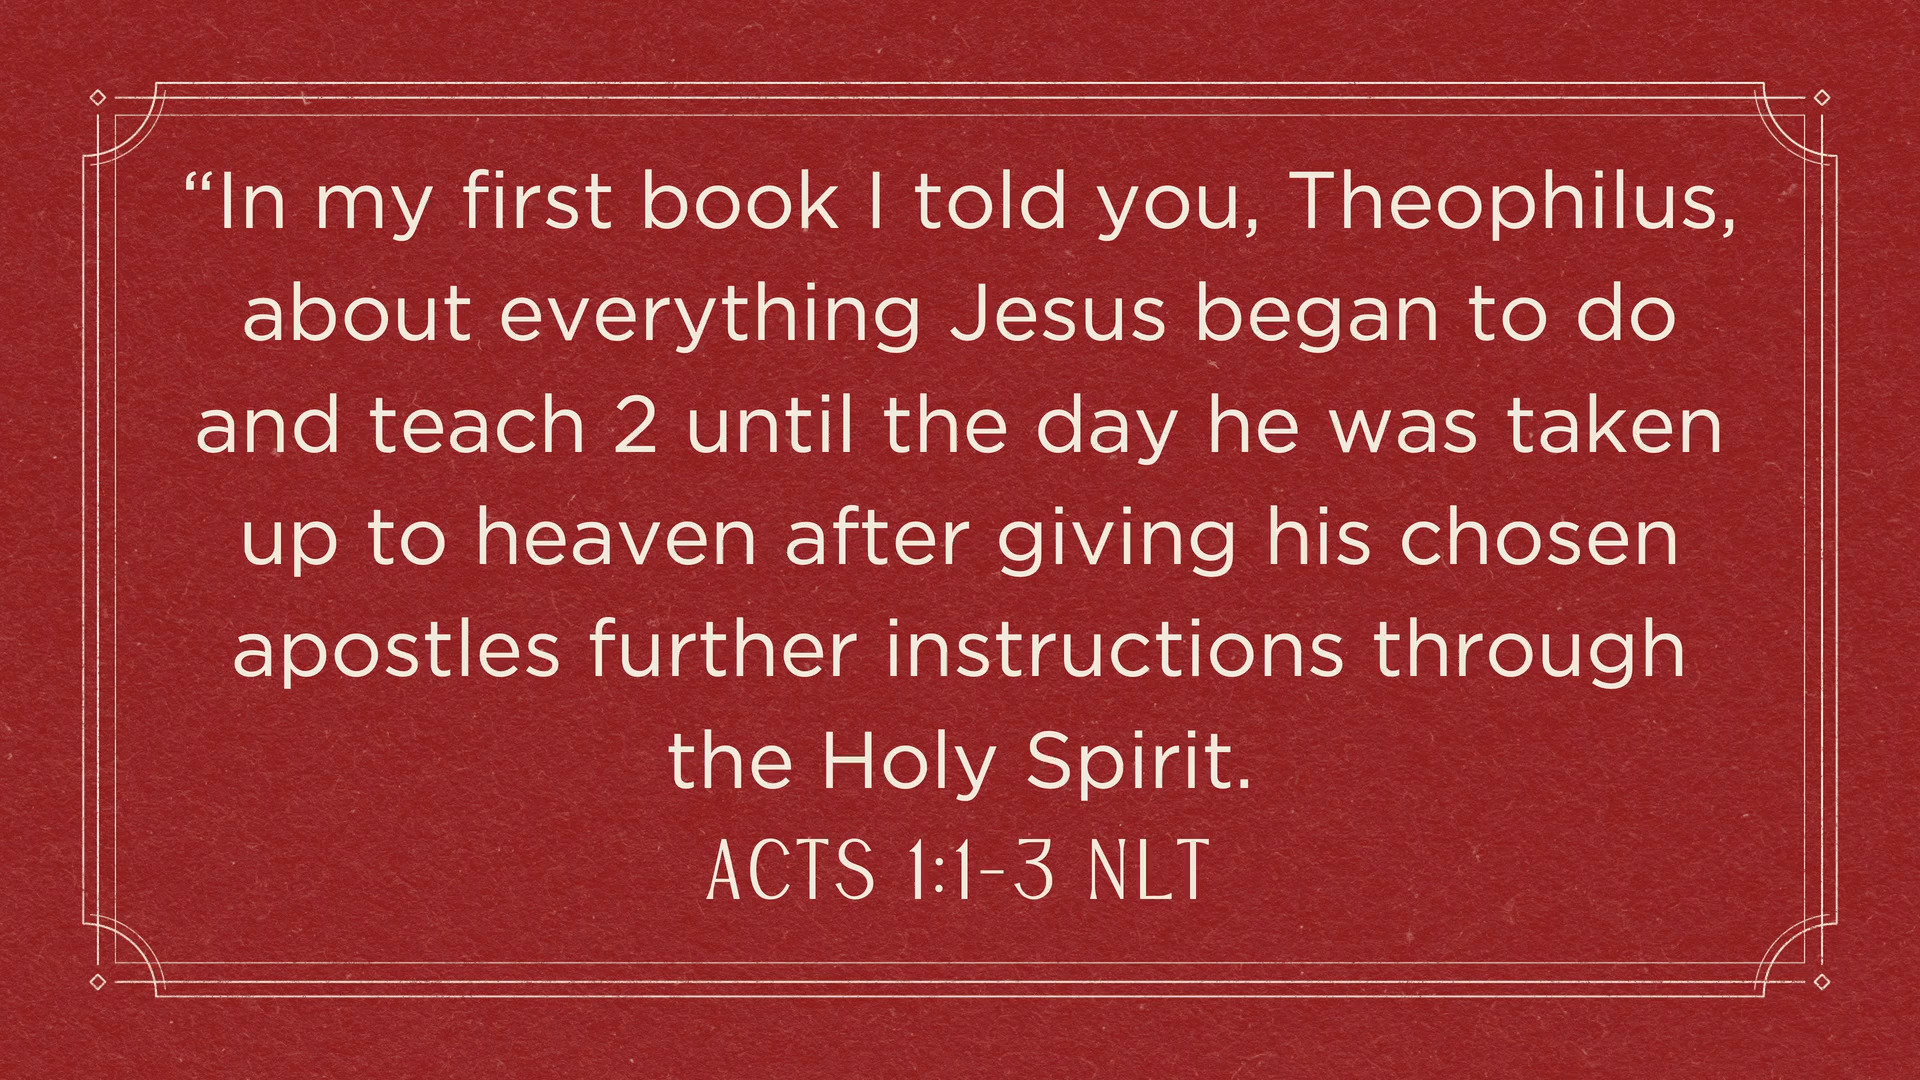 “In my first book I told you, Theophilus,
about everything Jesus began to do
and teach 2 until the day he was taken
up to heaven after giving his chosen
apostles further instructions through
the Holy Spirit.
ACTS 1:1-3 NLT